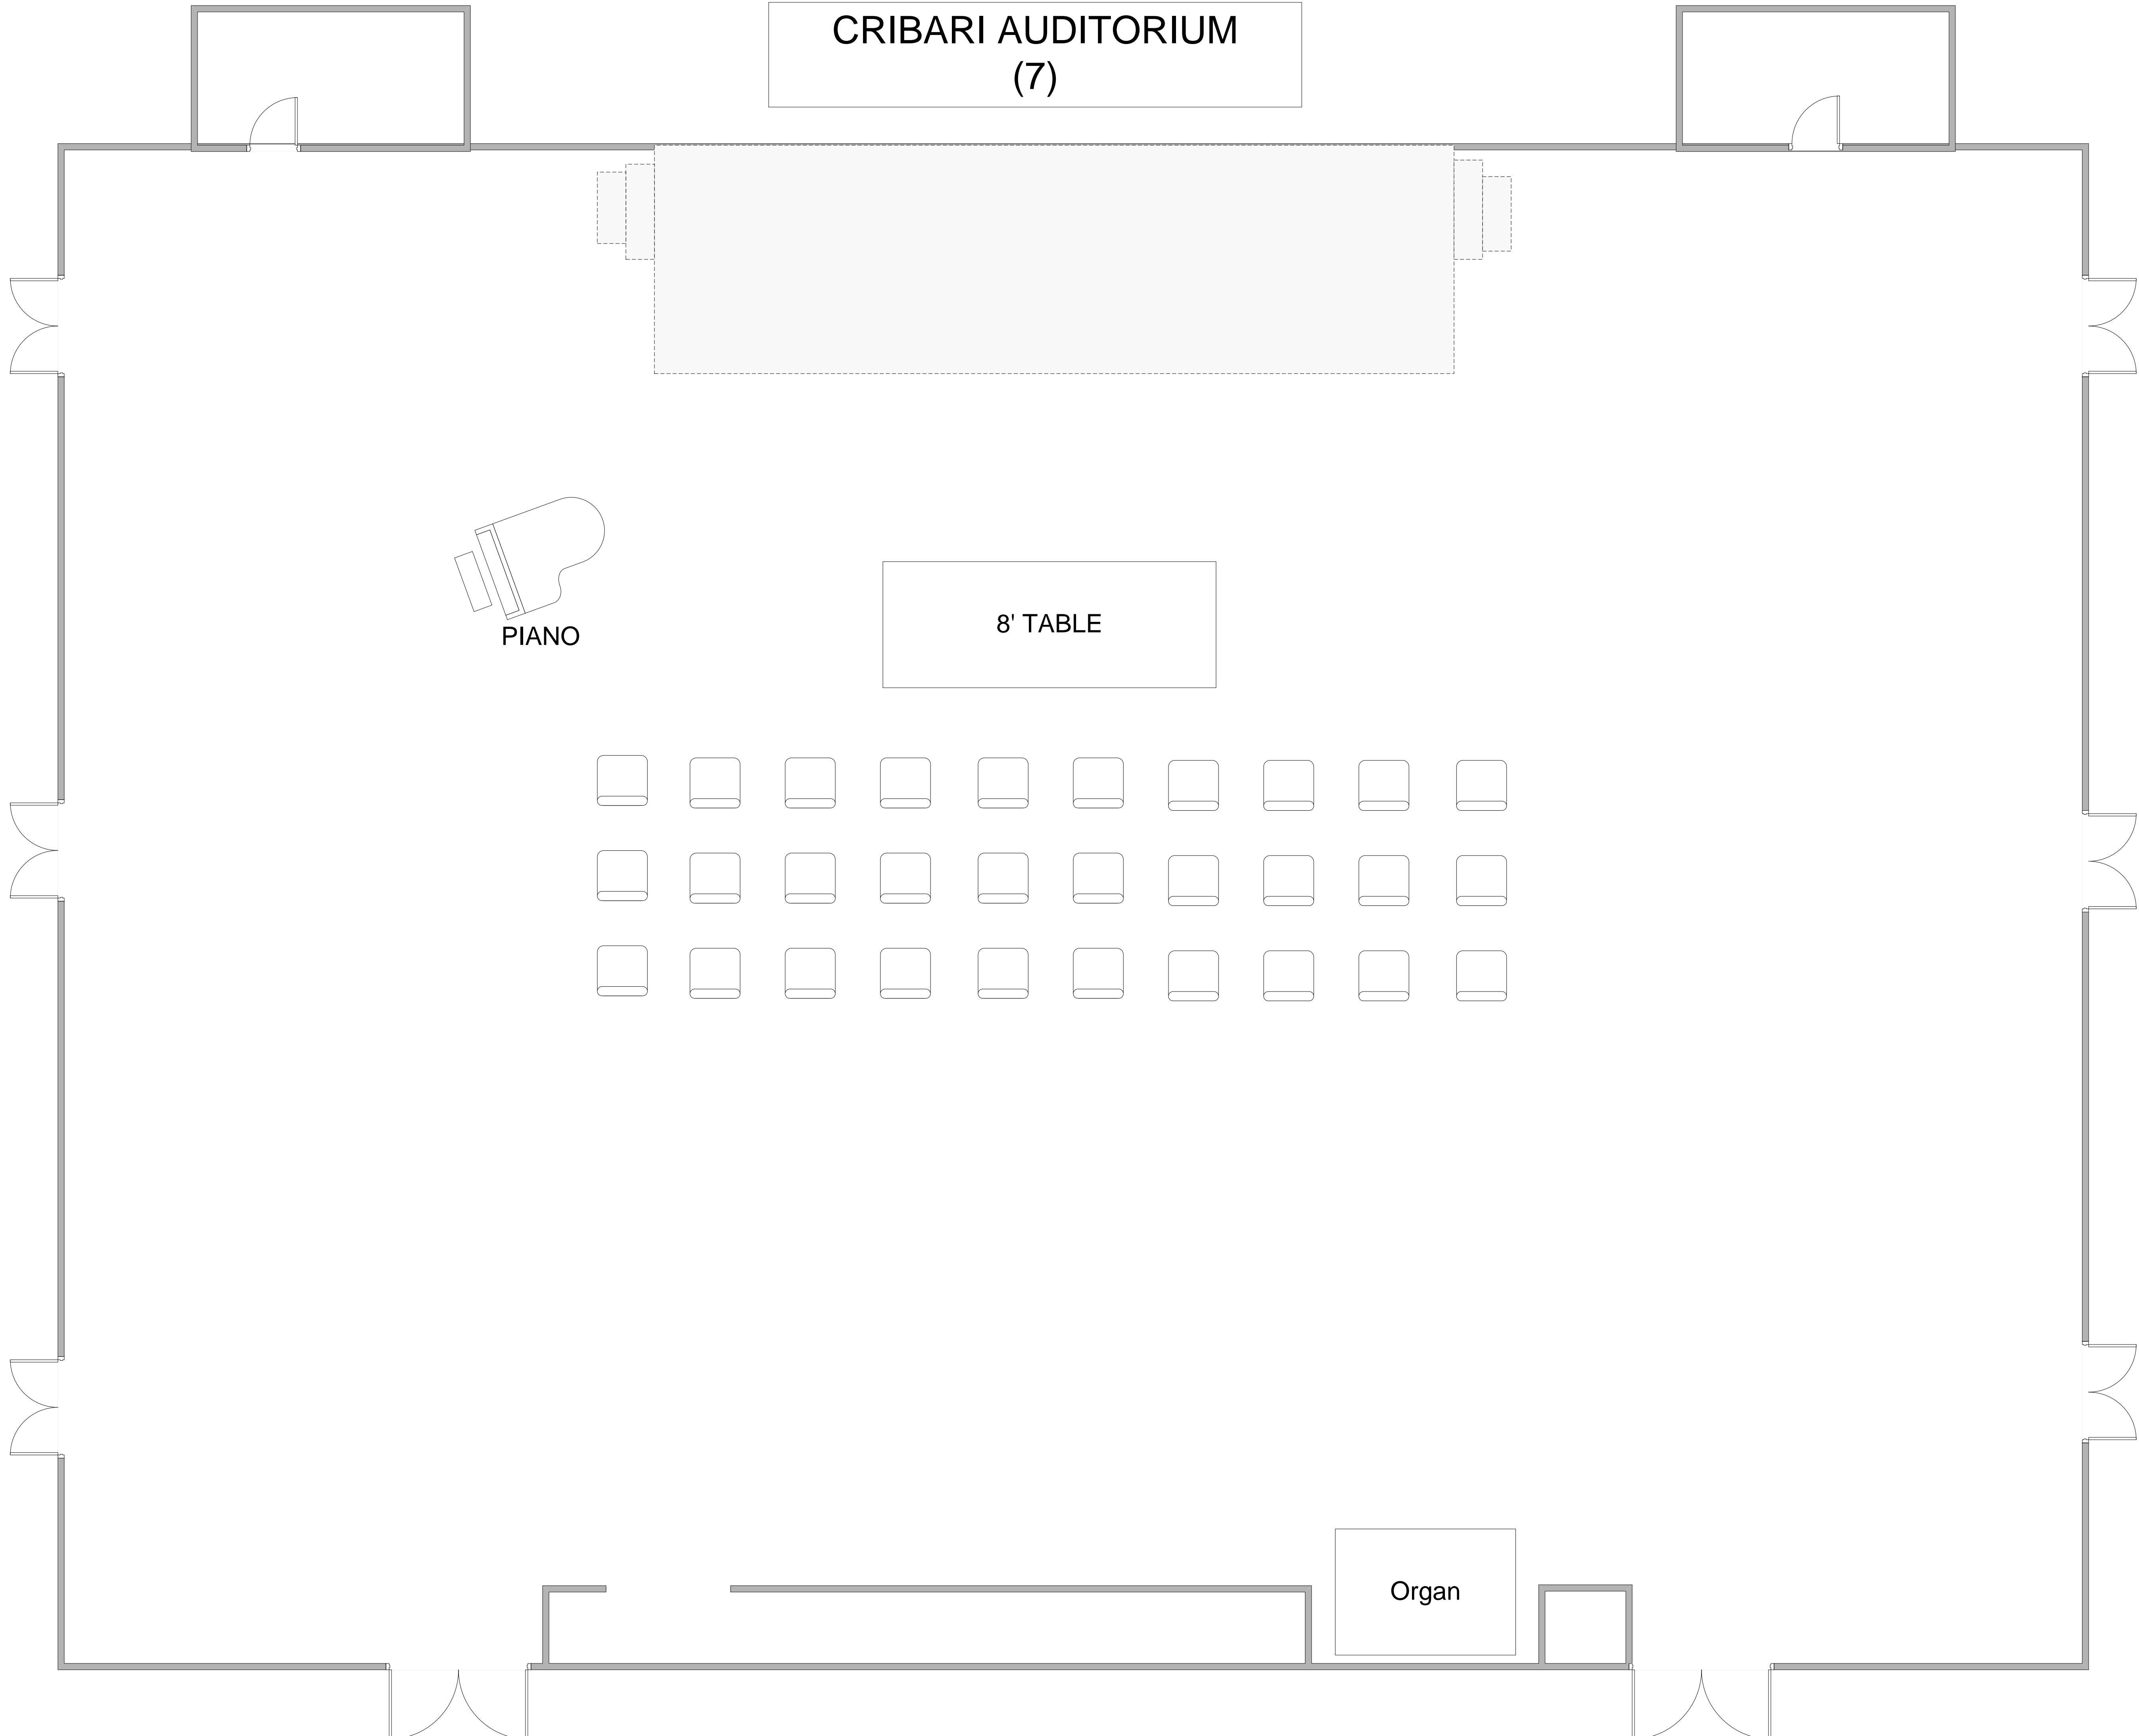 CRIBARI AUDITORIUM
(7)
PIANO
8' TABLE
Organ